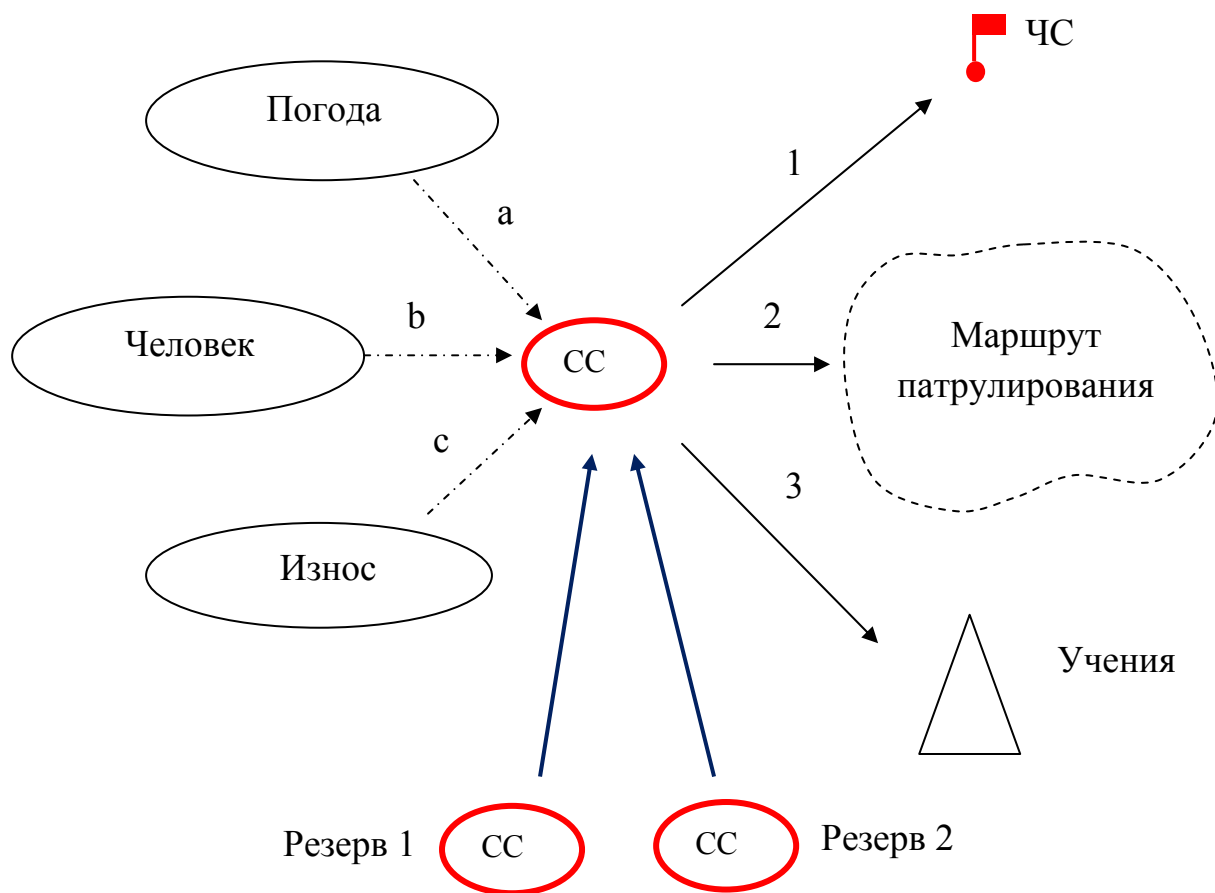 ЧС
Погода
1
a
2
b
Человек
СС
Маршрут
патрулирования
c
3
Износ
Учения
Резерв 1
СС
СС
Резерв 2